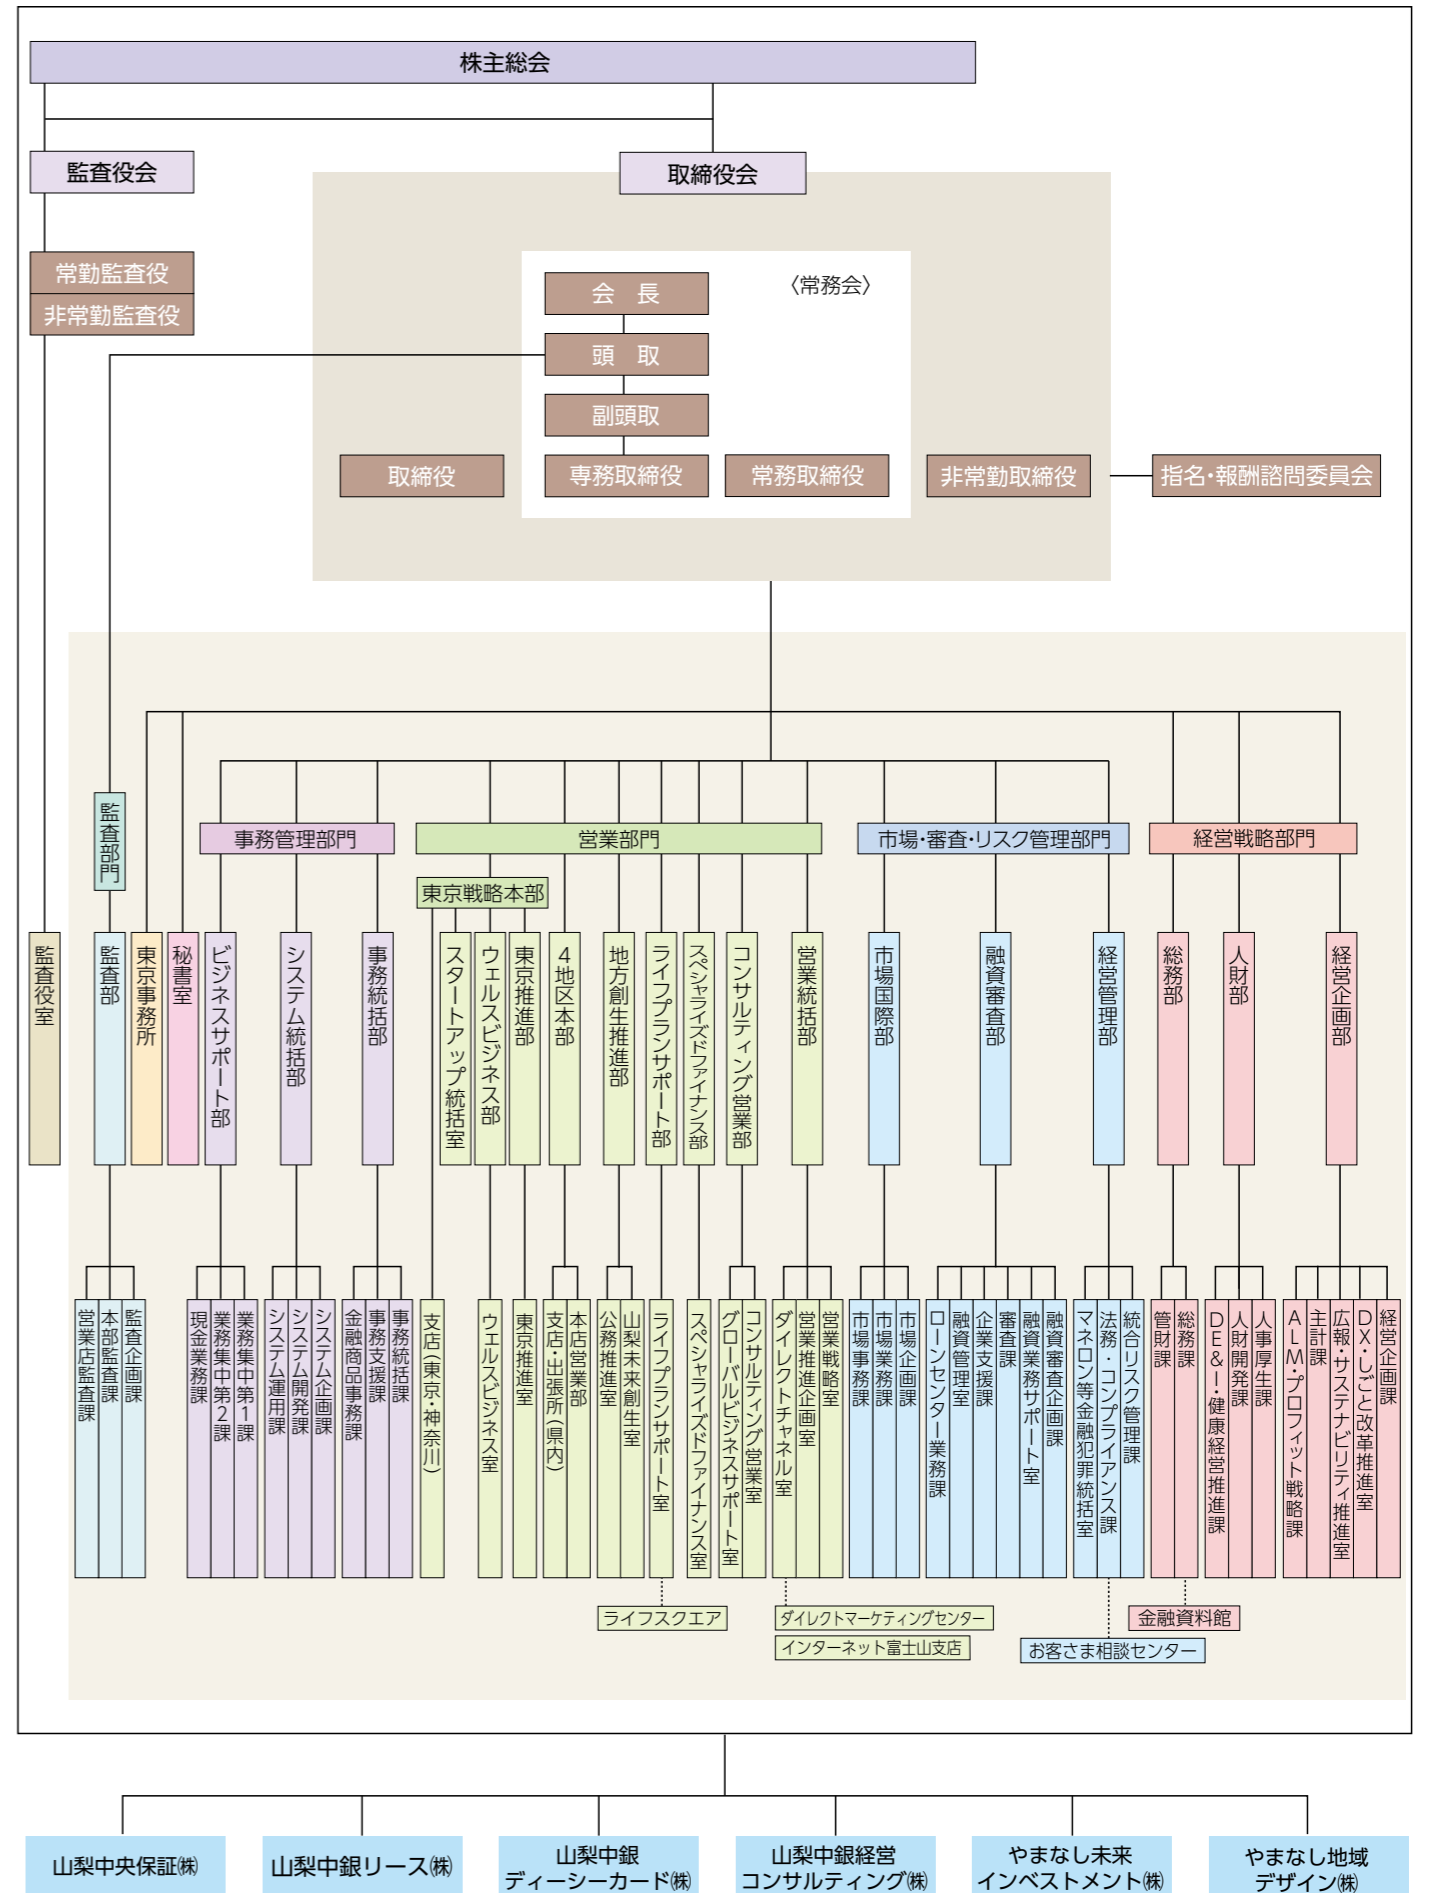 株主総会
監査役会
取締役会
常勤監査役
非常勤監査役
〈常務会〉
会　長
頭　取
副頭取
取締役
専務取締役
常務取締役
非常勤取締役
指名・報酬諮問委員会
監査部門
事務管理部門
営業部門
市場・審査・リスク管理部門
経営戦略部門
東京戦略本部
監査役室
監査部
東京事務所
秘書室
ビジネスサポート部
システム統括部
事務統括部
スタートアップ統括室
ウェルスビジネス部
東京推進部
4地区本部
地方創生推進部
ライフプランサポート部
スペシャライズドファイナンス部
コンサルティング営業部
営業統括部
市場国際部
融資審査部
経営管理部
総務部
人財部
経営企画部
営業店監査課
本部監査課
監査企画課
現金業務課
業務集中第2課
業務集中第1課
システム運用課
システム開発課
システム企画課
金融商品事務課
事務支援課
事務統括課
支店（東京・神奈川）
ウェルスビジネス室
東京推進室
支店・出張所（県内）
本店営業部
公務推進室
山梨未来創生室
ライフプランサポート室
スペシャライズドファイナンス室
グローバルビジネスサポート室
コンサルティング営業室
ダイレクトチャネル室
営業推進企画室
営業戦略室
市場事務課
市場業務課
市場企画課
ローンセンター業務課
融資管理室
企業支援課
審査課
融資業務サポート室
融資審査企画課
マネロン等金融犯罪統括室
法務・コンプライアンス課
統合リスク管理課
管財課
総務課
DE&I・健康経営推進課
人財開発課
人事厚生課
ALM・プロフィット戦略課
主計課
広報・サステナビリティ推進室
DX・しごと改革推進室
経営企画課
ライフスクエア
ダイレクトマーケティングセンター
インターネット富士山支店
お客さま相談センター
金融資料館
山梨中央保証㈱
山梨中銀リース㈱
山梨中銀
ディーシーカード㈱
山梨中銀経営
コンサルティング㈱
やまなし未来
インベストメント㈱
やまなし地域
デザイン㈱